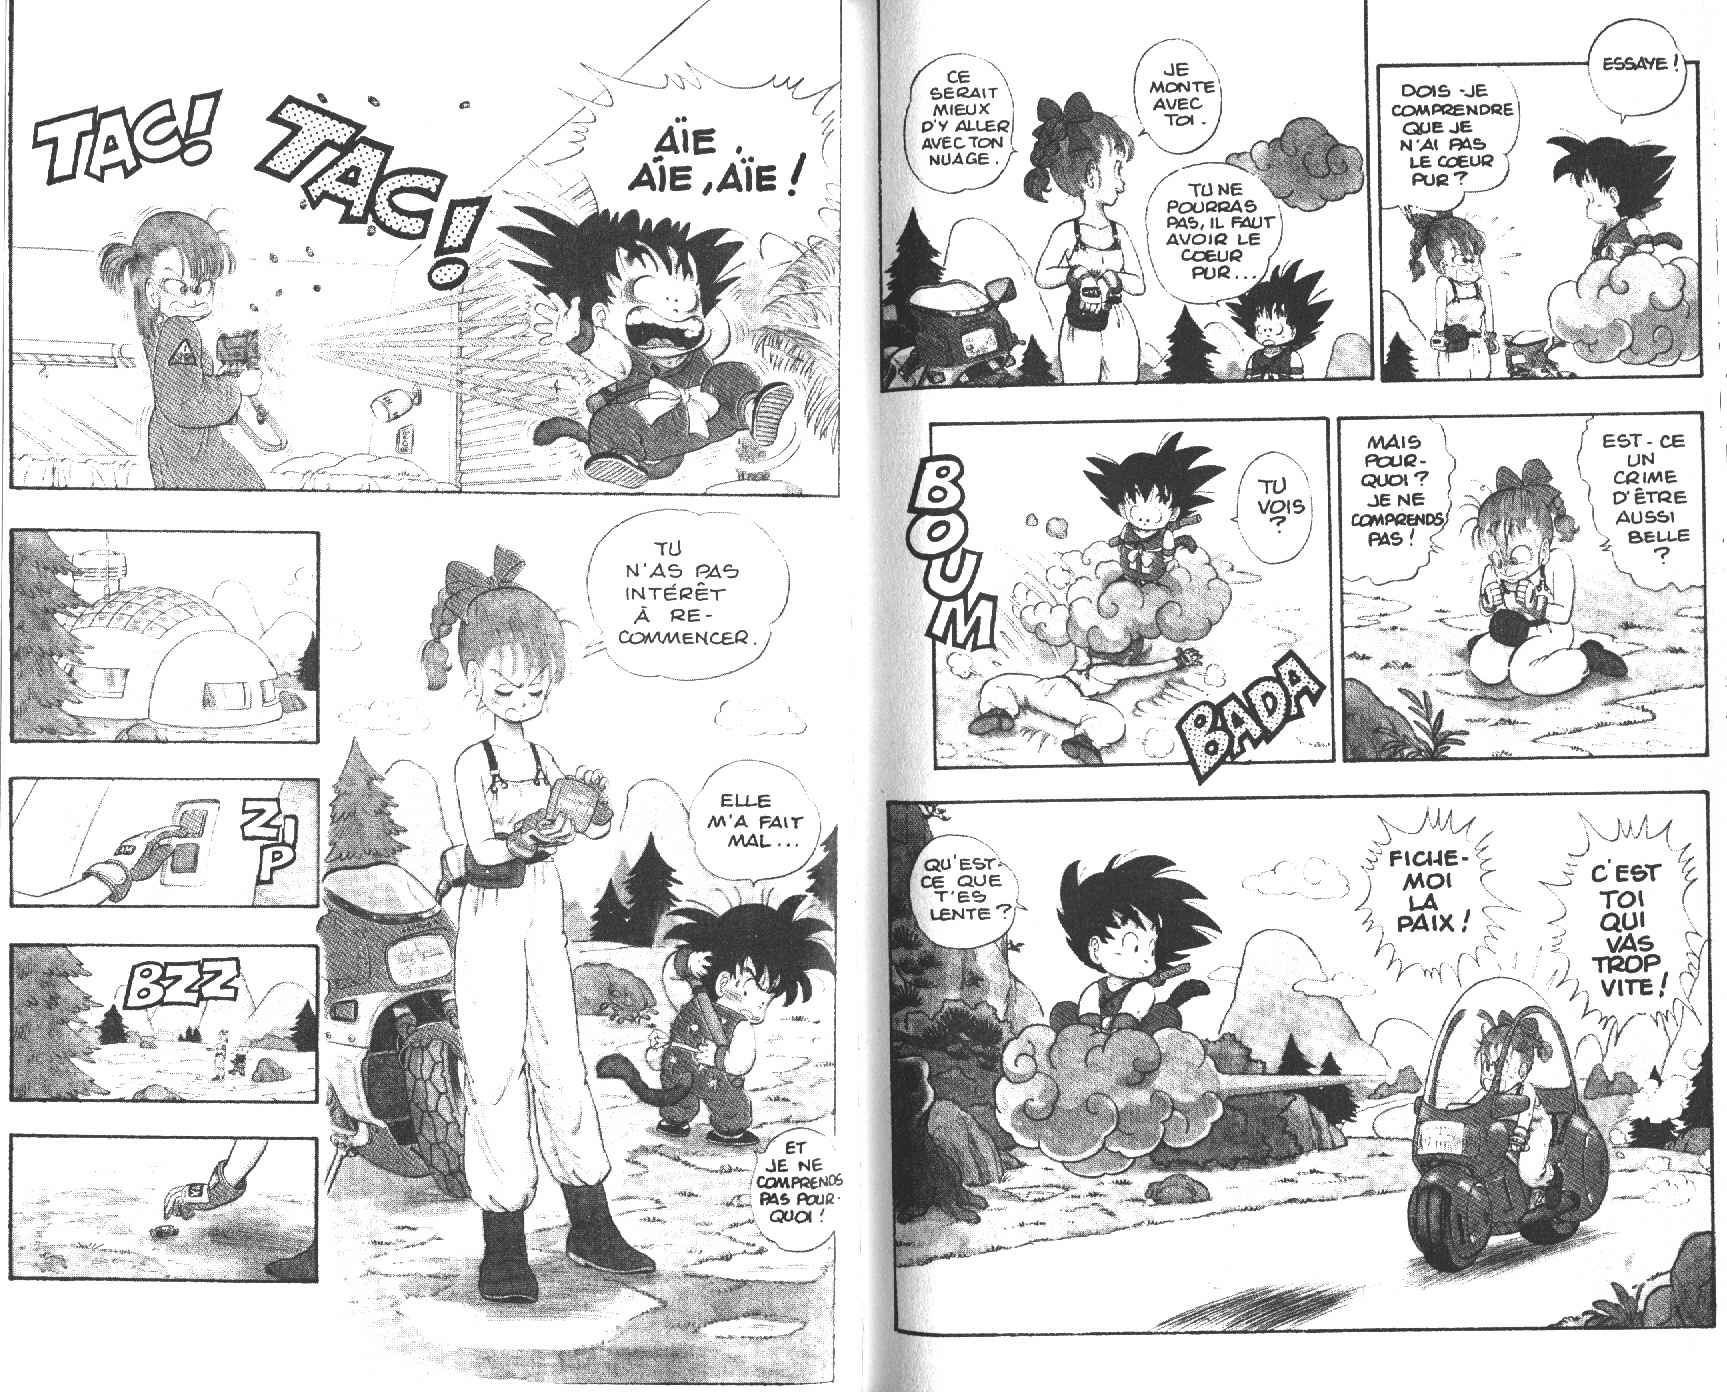 TAC!
TAC!
AÏE,
AÏE, AÏE!
ZIP
BZZ
TU
N'AS PAS
INTÉRÊT
À RE-
COMMENCER.
ELLE
M'A FAIT
MAL...
ET
JE NE
COMPRENDS
PAS POUR-
QUOI!
CE
SERAIT
MIEUX
D'Y ALLER
AVEC TON
NUAGE.
JE
MONTE
AVEC
TOI.
TU NE
POURRAS
PAS, IL FAUT
AVOIR LE
COEUR
PUR...
ESSAYE!
DOIS-JE
COMPRENDRE
QUE JE
N'AI PAS
LE COEUR
PUR?
BOUM
TU
VOIS
?
BADA
MAIS
POUR-
QUOI?
JE NE
COMPRENDS
PAS!
EST-CE
UN
CRIME
D'ÊTRE
AUSSI
BELLE
?
QU'EST-
CE QUE
T'ES
LENTE?
FICHE-
MOI
LA
PAIX!
C'EST
TOI
QUI
VAS
TROP
VITE!